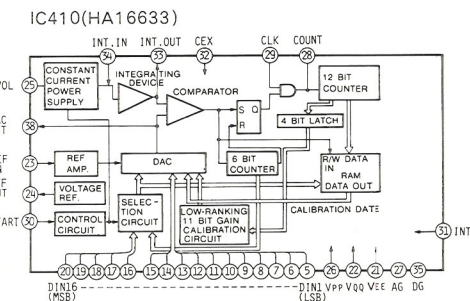 IC410(HA16633)
INT.IN INT.OUT CEX CLK COUNT
34 33 32 29 28
25
CONSTANT
CURRENT
POWER
SUPPLY
INTEGRATING
DEVICE
COMPARATOR
S Q
R
12 BIT
COUNTER
4 BIT LATCH
38
23
REF
AMP.
DAC
6 BIT
COUNTER
R/W DATA
IN
RAM
DATA OUT
24
VOLTAGE
REF.
30
CONTROL
CIRCUIT
SELEC-
TION
CIRCUIT
LOW-RANKING
11 BIT GAIN
CALIBRATION
CIRCUIT
CALIBRATION DATE
31 INT
20 19 18 17 16 15 14 13 12 11 10 9 8 7 6 5 26 22 21 27 35
DIN16 DIN1 VPP VQQ VEE AG DG
(MSB) (LSB)